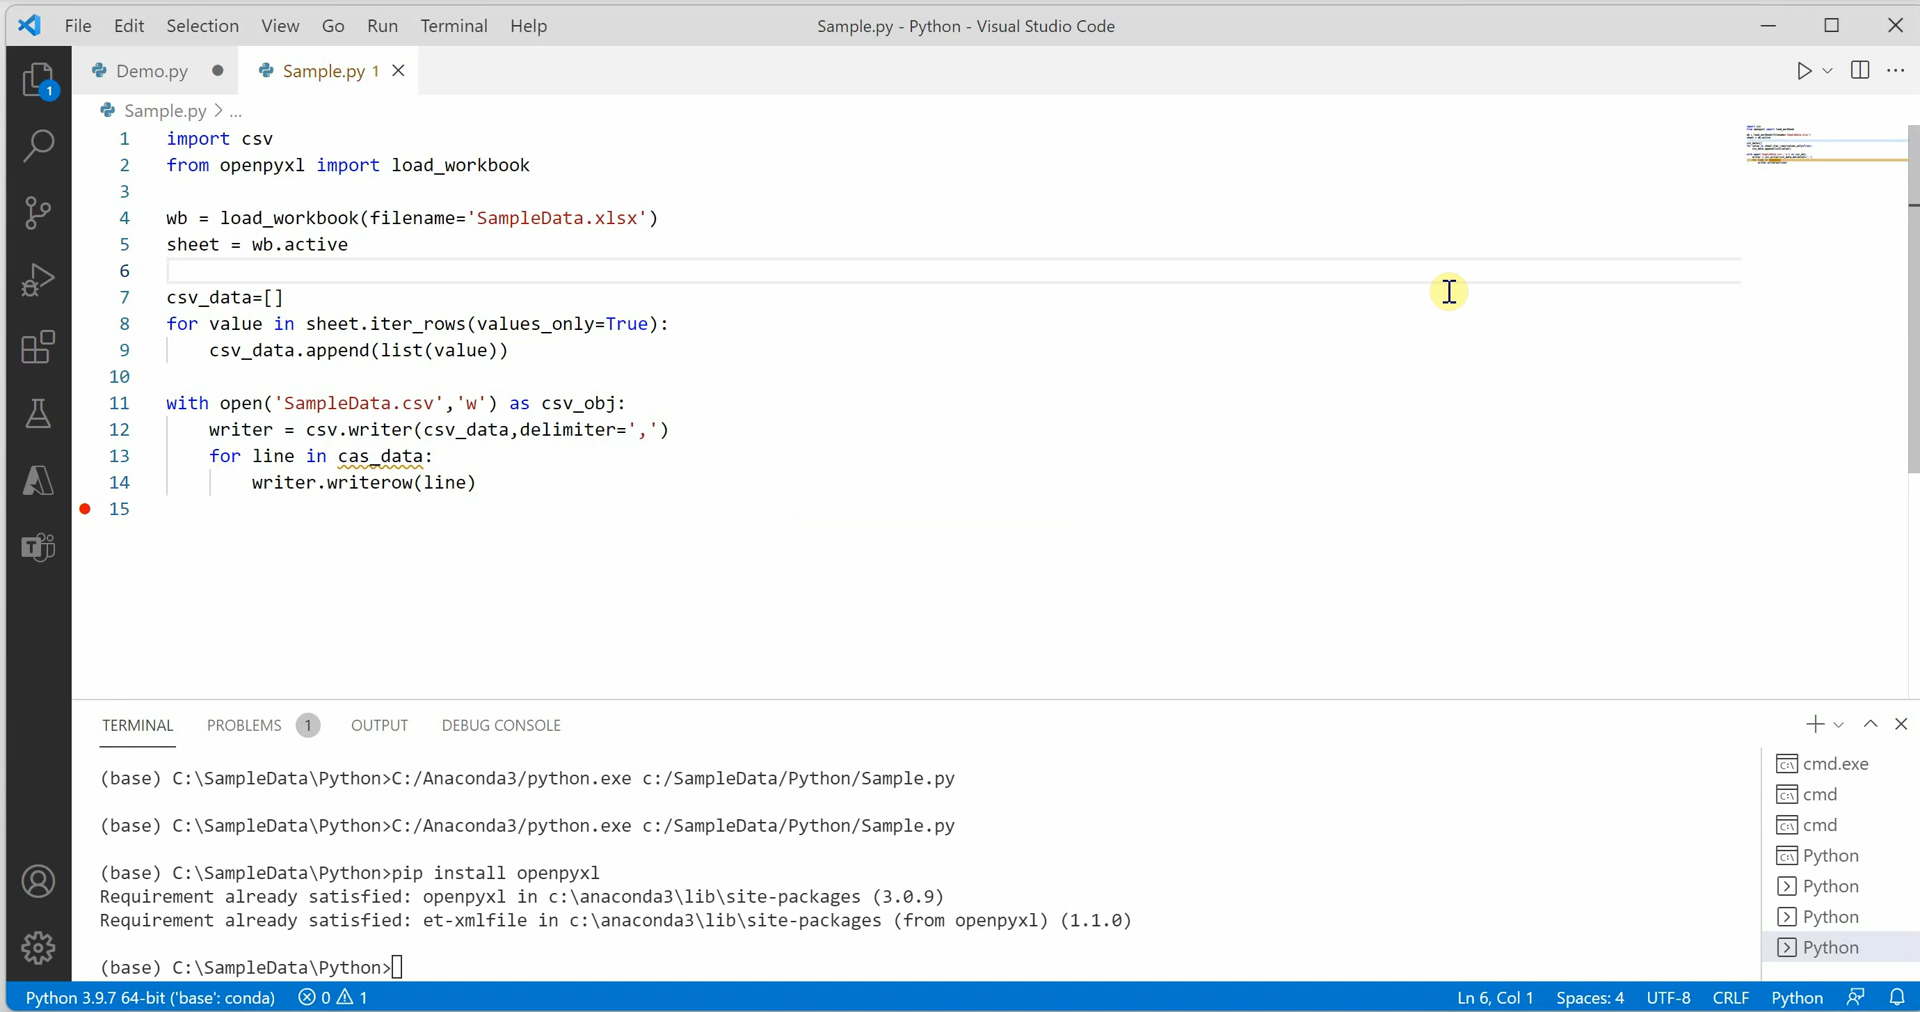 File Edit Selection View Go Run Terminal Help
Sample.py - Python - Visual Studio Code
Demo.py
Sample.py 1
Sample.py > ...
1 import csv
2 from openpyxl import load_workbook
3
4 wb = load_workbook(filename='SampleData.xlsx')
5 sheet = wb.active
6
7 csv_data=[]
8 for value in sheet.iter_rows(values_only=True):
9 csv_data.append(list(value))
10
11 with open('SampleData.csv','w') as csv_obj:
12 writer = csv.writer(csv_data,delimiter=',')
13 for line in cas_data:
14 writer.writerow(line)
15
1
TERMINAL PROBLEMS 1 OUTPUT DEBUG CONSOLE
(base) C:\SampleData\Python>C:/Anaconda3/python.exe c:/SampleData/Python/Sample.py
(base) C:\SampleData\Python>C:/Anaconda3/python.exe c:/SampleData/Python/Sample.py
(base) C:\SampleData\Python>pip install openpyxl
Requirement already satisfied: openpyxl in c:\anaconda3\lib\site-packages (3.0.9)
Requirement already satisfied: et-xmlfile in c:\anaconda3\lib\site-packages (from openpyxl) (1.1.0)
(base) C:\SampleData\Python>
cmd.exe
cmd
cmd
Python
Python
Python
Python
Python 3.9.7 64-bit ('base': conda) 0 1
Ln 6, Col 1 Spaces: 4 UTF-8 CRLF Python